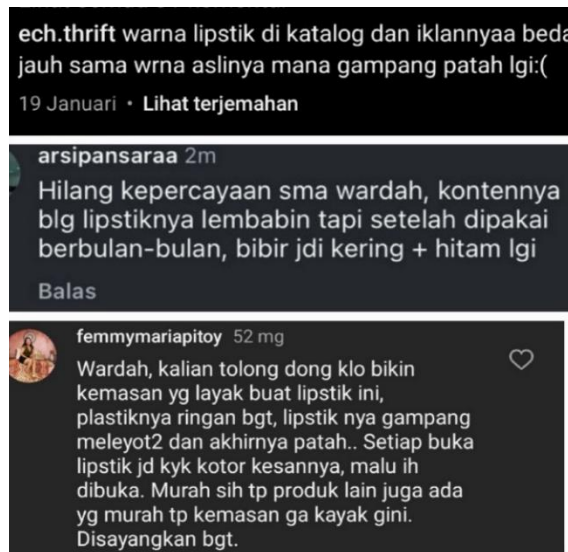 ech.thrift warna lipstik di katalog dan iklannyaa beda
jauh sama wrna aslinya mana gampang patah lgi:(
19 Januari • Lihat terjemahan
arsipansaraa 2m
Hilang kepercayaan sma wardah, kontennya
blg lipstiknya lembabin tapi setelah dipakai
berbulan-bulan, bibir jdi kering + hitam lgi
Balas
femmymariapitoy 52 mg
Wardah, kalian tolong dong klo bikin
kemasan yg layak buat lipstik ini,
plastiknya ringan bgt, lipstik nya gampang
meleyot2 dan akhirnya patah.. Setiap buka
lipstik jd kyk kotor kesannya, malu ih
dibuka. Murah sih tp produk lain juga ada
yg murah tp kemasan ga kayak gini.
Disayangkan bgt.